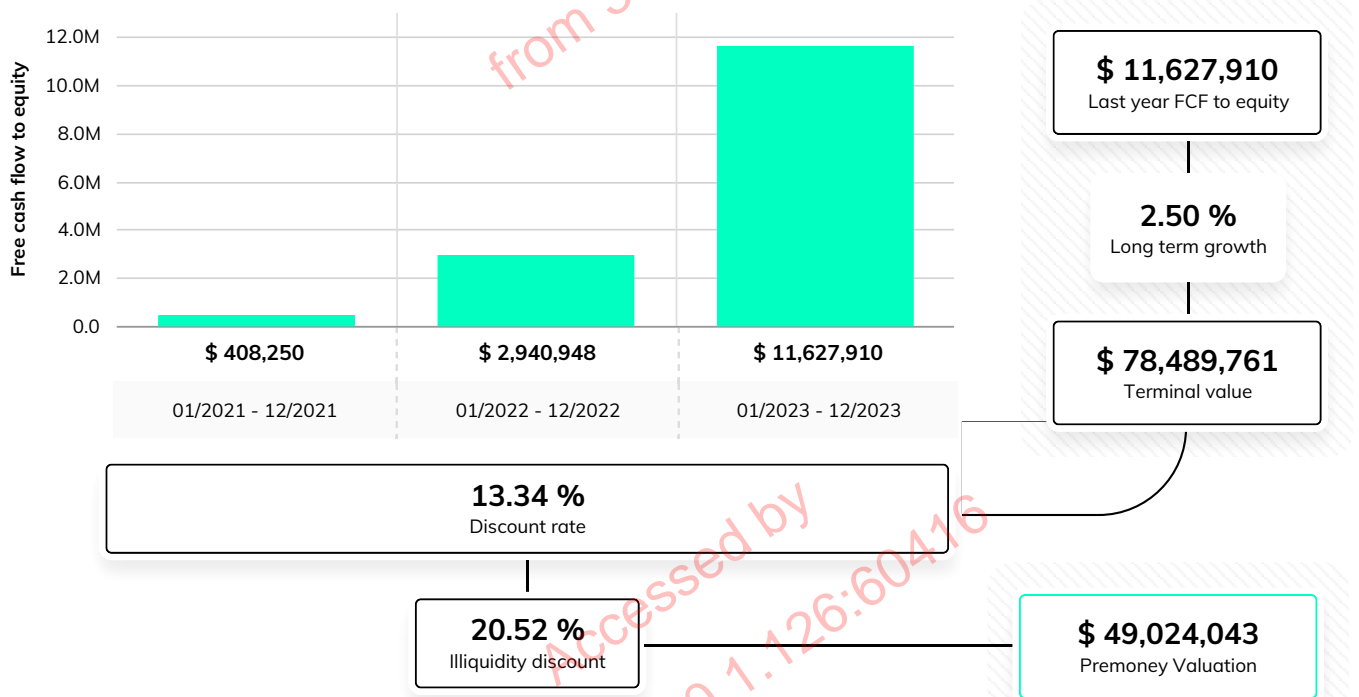 Free cash flow to equity
12.0M
10.0M
8.0M
6.0M
4.0M
2.0M
0.0
$ 408,250
$ 2,940,948
$ 11,627,910
01/2021 - 12/2021
01/2022 - 12/2022
01/2023 - 12/2023
$ 11,627,910
Last year FCF to equity
2.50 %
Long term growth
$ 78,489,761
Terminal value
13.34 %
Discount rate
20.52 %
Illiquidity discount
$ 49,024,043
Premoney Valuation
from
Accessed by
1.126:60416